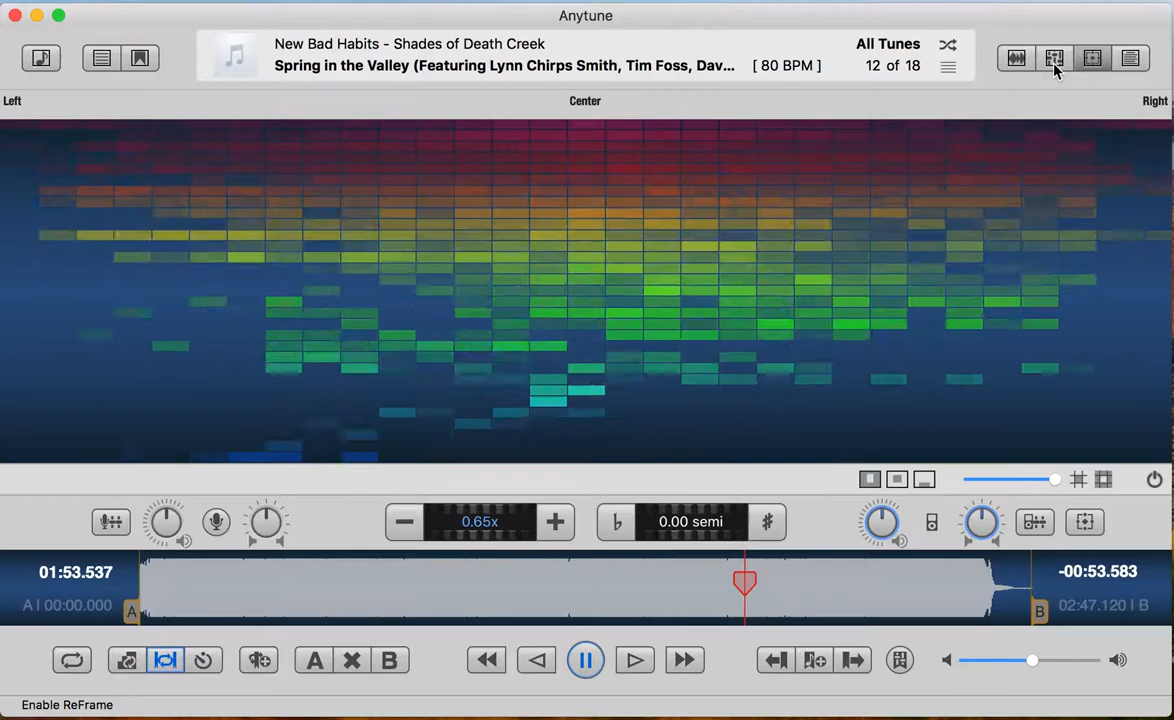 Anytune
New Bad Habits - Shades of Death Creek
All Tunes
Spring in the Valley (Featuring Lynn Chirps Smith, Tim Foss, Dav...
[ 80 BPM ]
12 of 18
Left
Center
Right
0.65x
♭
0.00 semi
♯
01:53.537
-00:53.583
A | 00:00.000
A
B
02:47.120 | B
A
B
Enable ReFrame